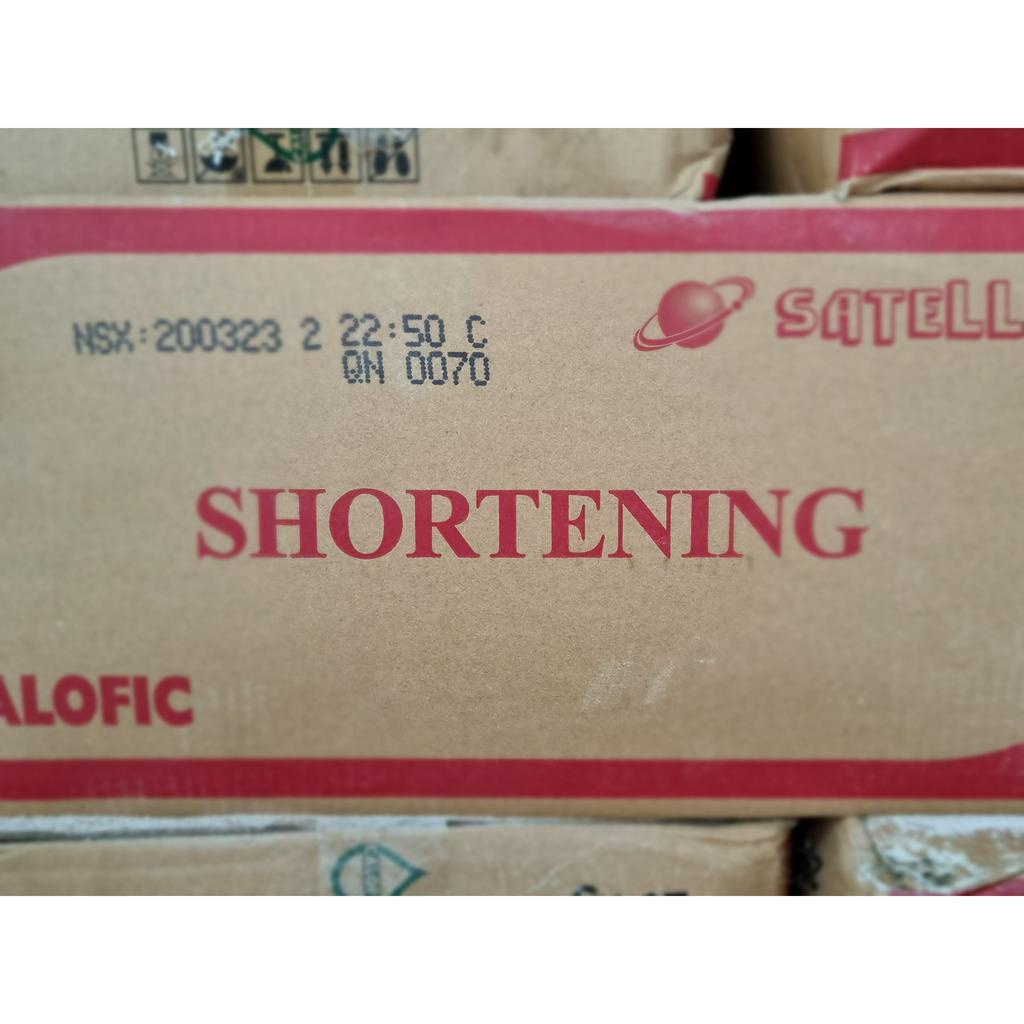 SATELL
NSX:200323 2 22:50 C
QN 0070
SHORTENING
ALOFIC